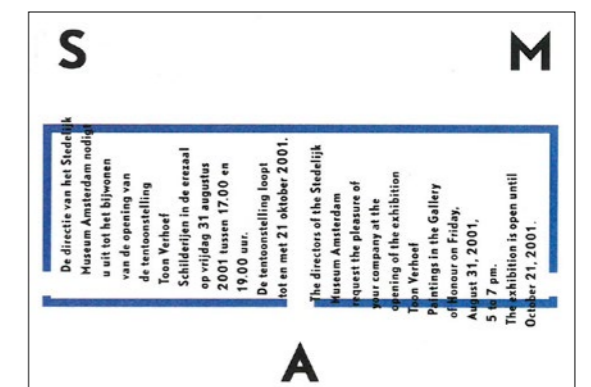 S
M
De directie van het Stedelijk
Museum Amsterdam nodigt
u uit tot het bijwonen
van de opening van
de tentoonstelling
Toon Verhoef
Schilderijen in de erezaal
op vrijdag 31 augustus
2001 tussen 17.00 en
19.00 uur.
De tentoonstelling loopt
tot en met 21 oktober 2001.
The directors of the Stedelijk
Museum Amsterdam
request the pleasure of
your company at the
opening of the exhibition
Toon Verhoef
Paintings in the Gallery
of Honour on Friday,
August 31, 2001,
5 to 7 pm.
The exhibition is open until
October 21, 2001.
A